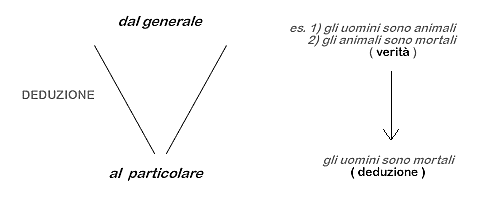 dal generale
DEDUZIONE
al particolare
es. 1) gli uomini sono animali
2) gli animali sono mortali
( verità )
gli uomini sono mortali
( deduzione )